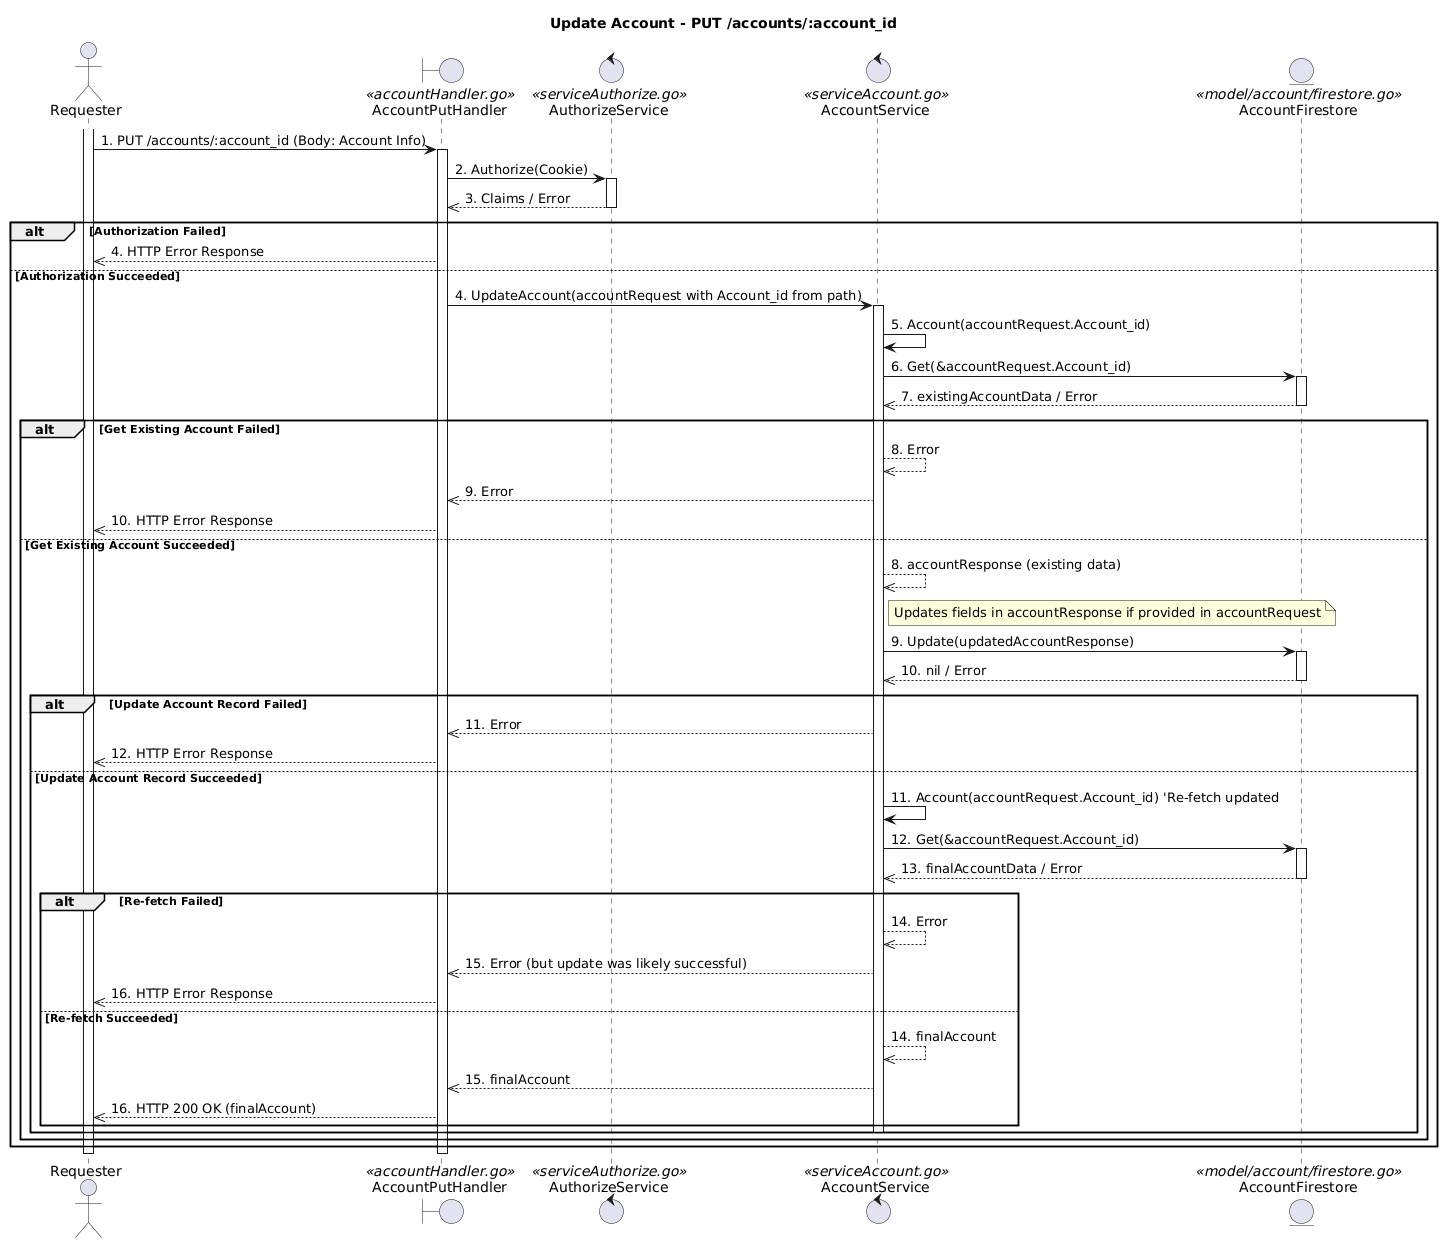 Update Account - PUT /accounts/:account_id
Requester
«accountHandler.go»
AccountPutHandler
«serviceAuthorize.go»
AuthorizeService
«serviceAccount.go»
AccountService
«model/account/firestore.go»
AccountFirestore
1. PUT /accounts/:account_id (Body: Account Info)
2. Authorize(Cookie)
3. Claims / Error
alt [Authorization Failed]
4. HTTP Error Response
[Authorization Succeeded]
4. UpdateAccount(accountRequest with Account_id from path)
5. Account(accountRequest.Account_id)
6. Get(&accountRequest.Account_id)
7. existingAccountData / Error
alt [Get Existing Account Failed]
8. Error
9. Error
10. HTTP Error Response
[Get Existing Account Succeeded]
8. accountResponse (existing data)
Updates fields in accountResponse if provided in accountRequest
9. Update(updatedAccountResponse)
10. nil / Error
alt [Update Account Record Failed]
11. Error
12. HTTP Error Response
[Update Account Record Succeeded]
11. Account(accountRequest.Account_id) 'Re-fetch updated
12. Get(&accountRequest.Account_id)
13. finalAccountData / Error
alt [Re-fetch Failed]
14. Error
15. Error (but update was likely successful)
16. HTTP Error Response
[Re-fetch Succeeded]
14. finalAccount
15. finalAccount
16. HTTP 200 OK (finalAccount)
Requester
«accountHandler.go»
AccountPutHandler
«serviceAuthorize.go»
AuthorizeService
«serviceAccount.go»
AccountService
«model/account/firestore.go»
AccountFirestore